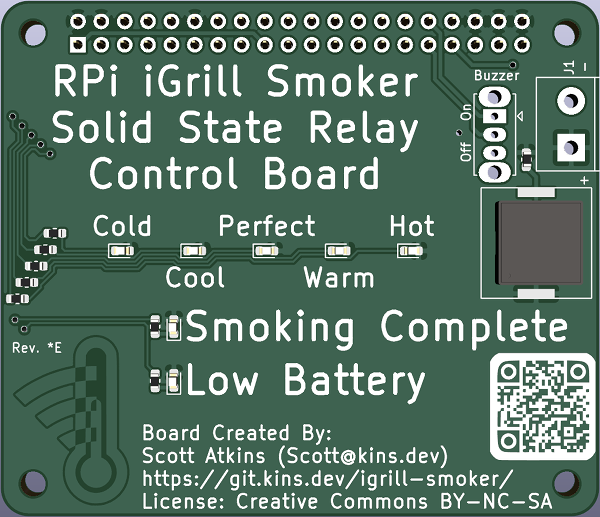 RPi iGrill Smoker
Solid State Relay
Control Board
Buzzer
On
Off
J1
-
+
Cold
Perfect
Hot
Cool
Warm
Smoking Complete
Low Battery
Rev. *E
Board Created By:
Scott Atkins (Scott@kins.dev)
https://git.kins.dev/igrill-smoker/
License: Creative Commons BY-NC-SA